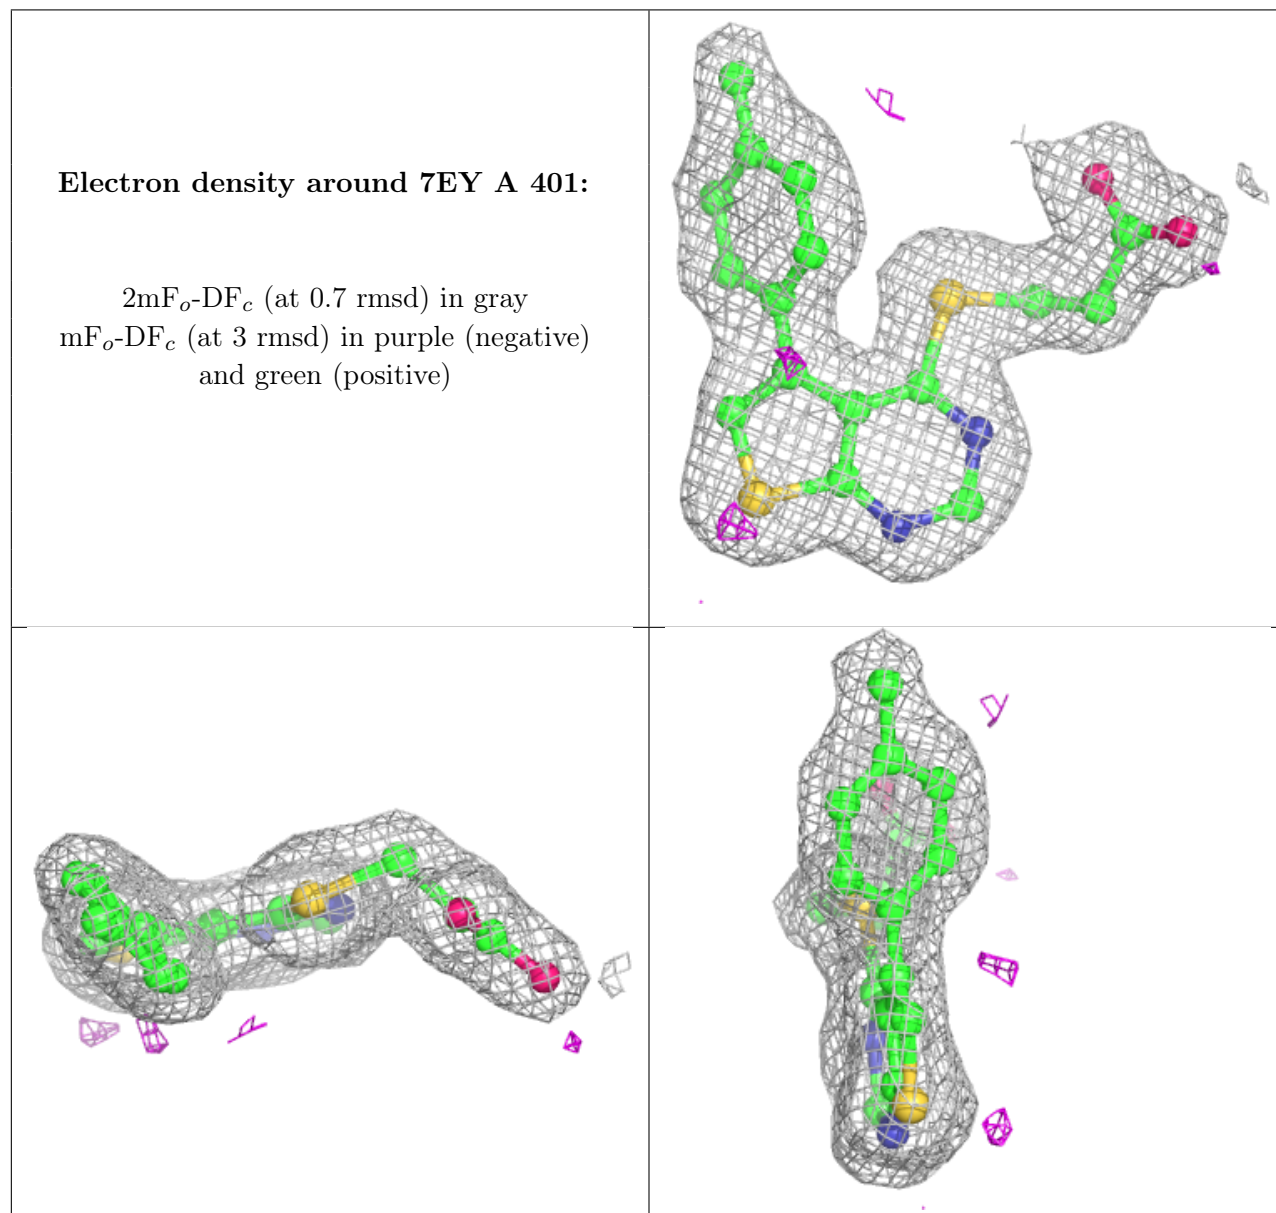 Electron density around 7EY A 401:
2mFo-DFc (at 0.7 rmsd) in gray
mFo-DFc (at 3 rmsd) in purple (negative)
and green (positive)